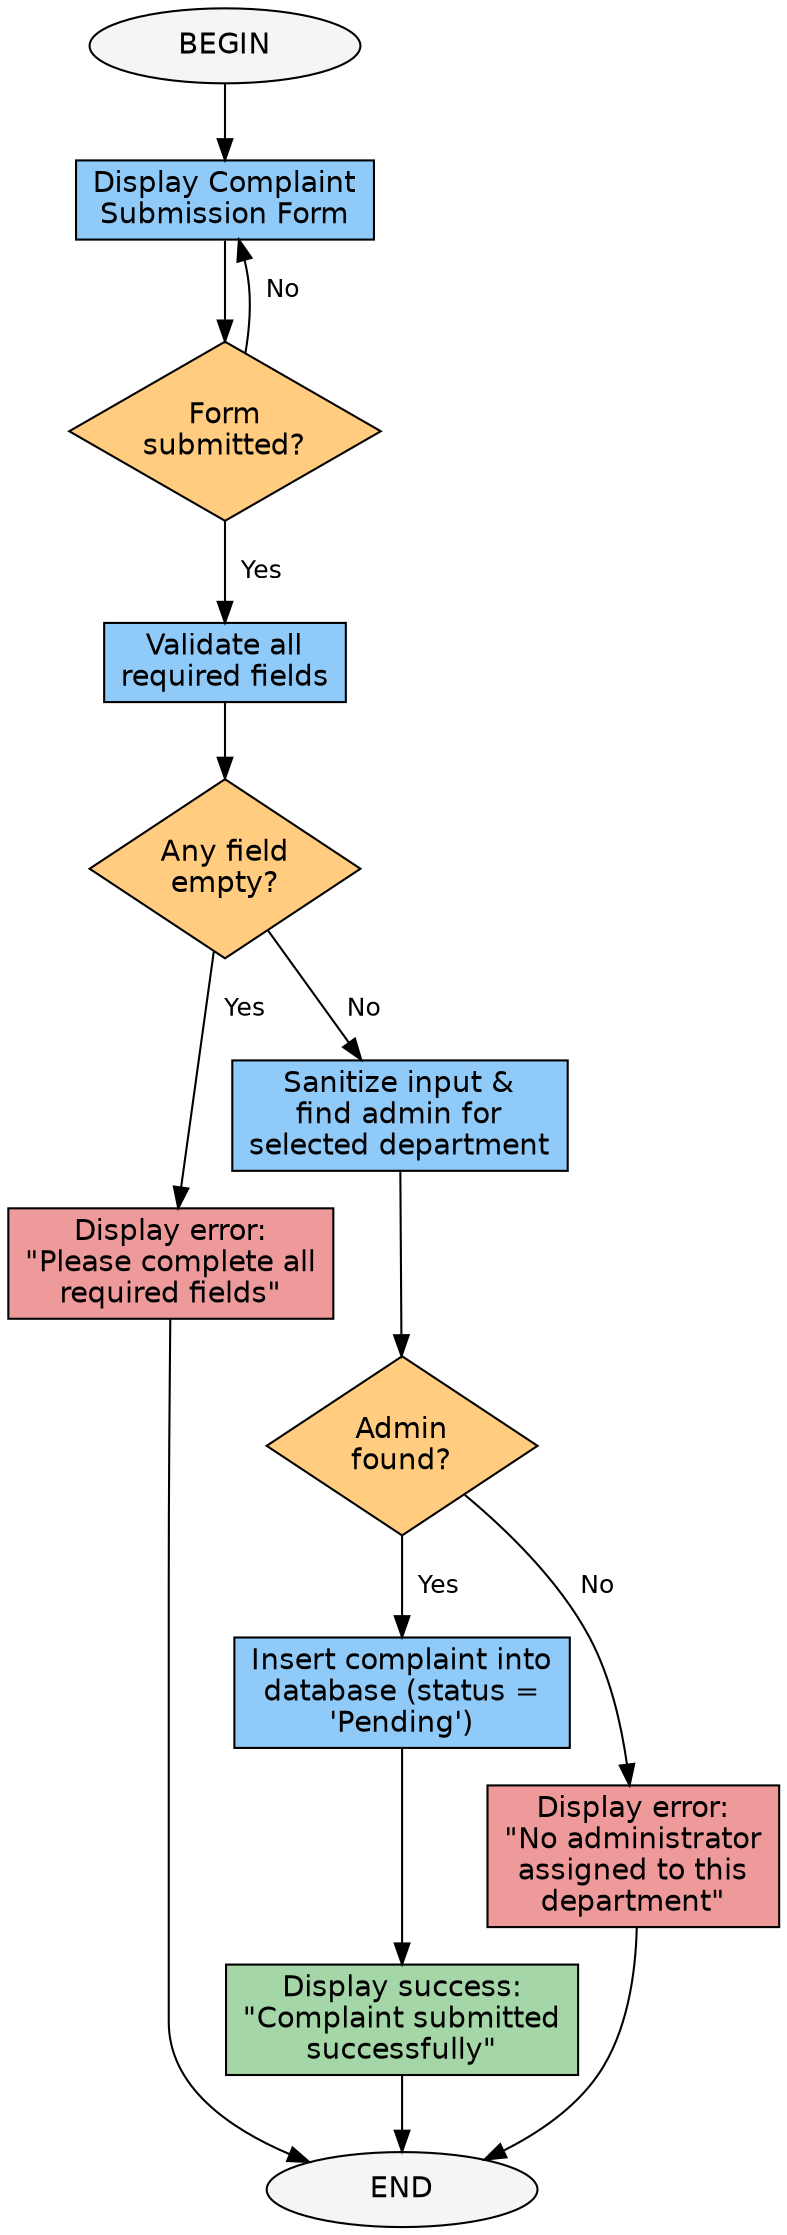 BEGIN
Display Complaint
Submission Form
No
Form
submitted?
Yes
Validate all
required fields
Any field
empty?
Yes
No
Sanitize input &
find admin for
selected department
Display error:
"Please complete all
required fields"
Admin
found?
Yes
No
Insert complaint into
database (status =
'Pending')
Display error:
"No administrator
assigned to this
department"
Display success:
"Complaint submitted
successfully"
END